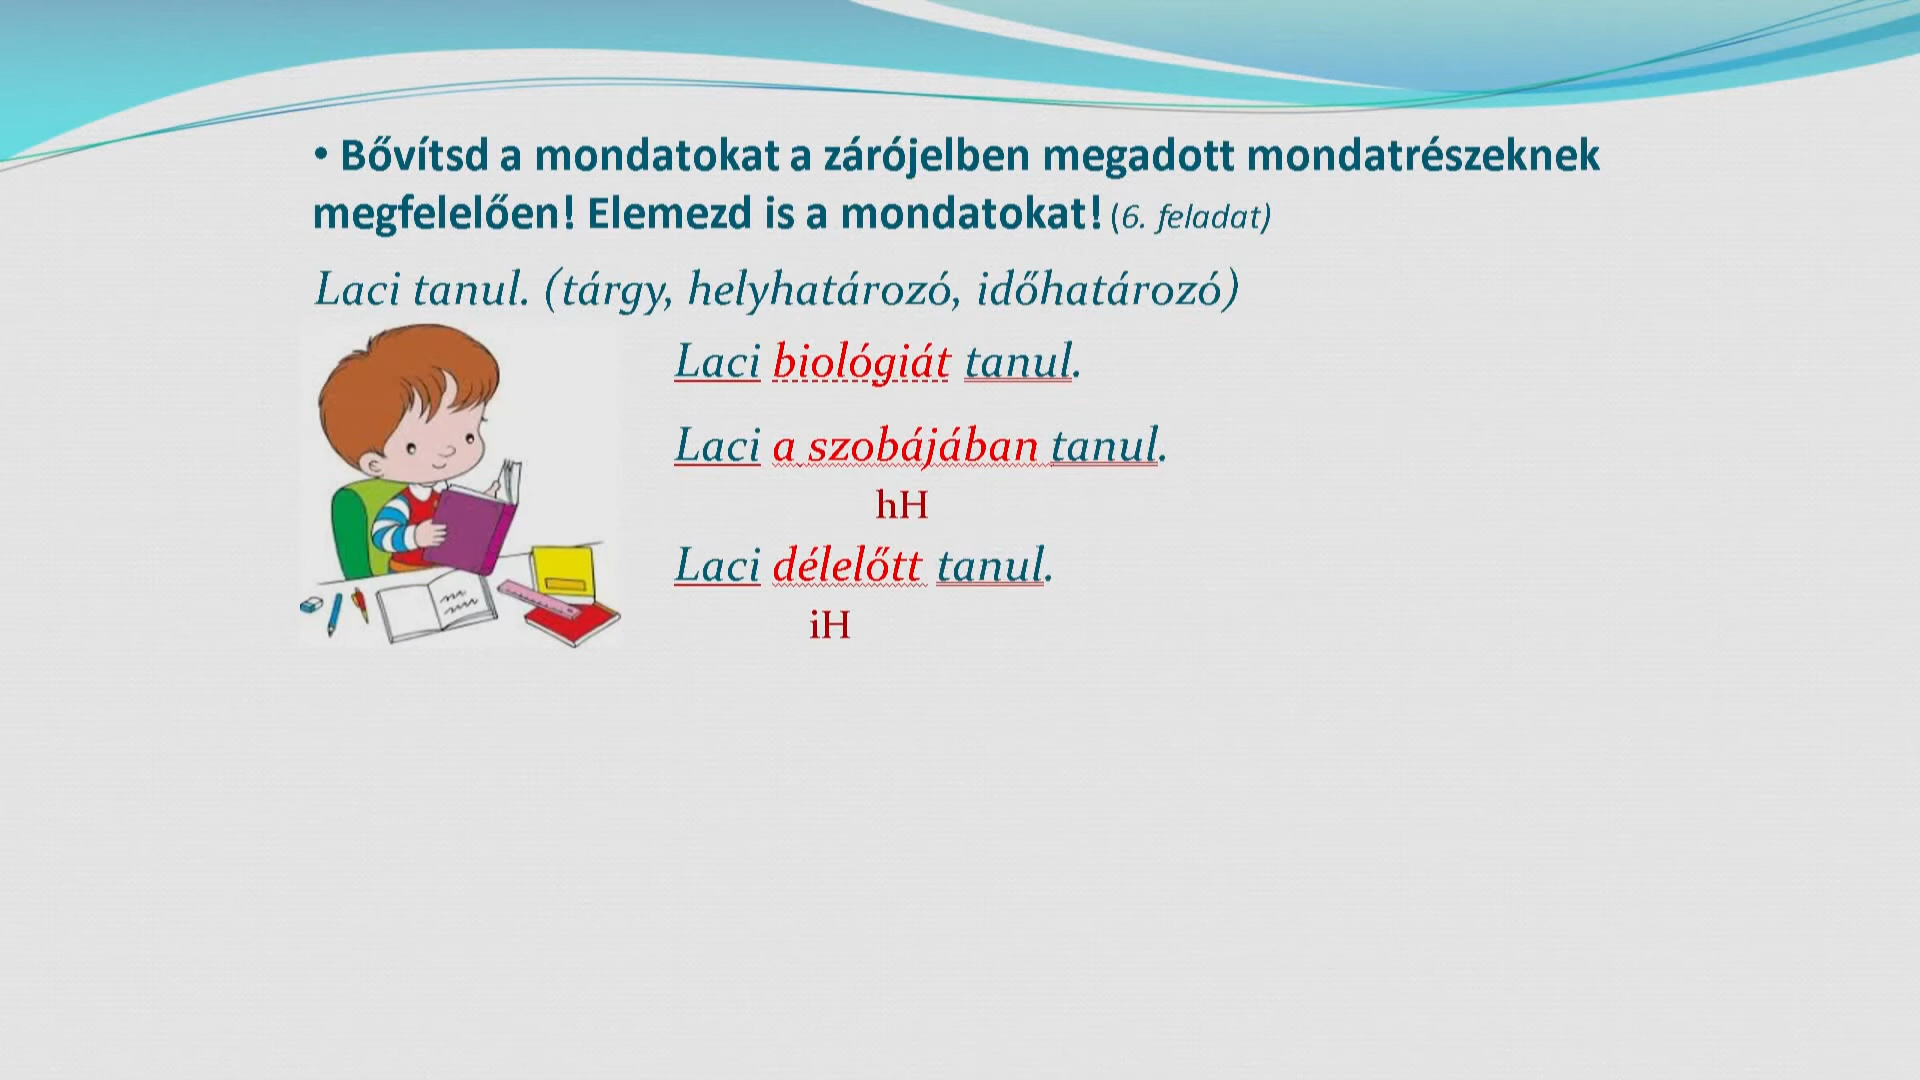 • Bővítsd a mondatokat a zárójelben megadott mondatrészeknek
megfelelően! Elemezd is a mondatokat! (6. feladat)
Laci tanul. (tárgy, helyhatározó, időhatározó)
Laci biológiát tanul.
Laci a szobájában tanul.
hH
Laci délelőtt tanul.
iH